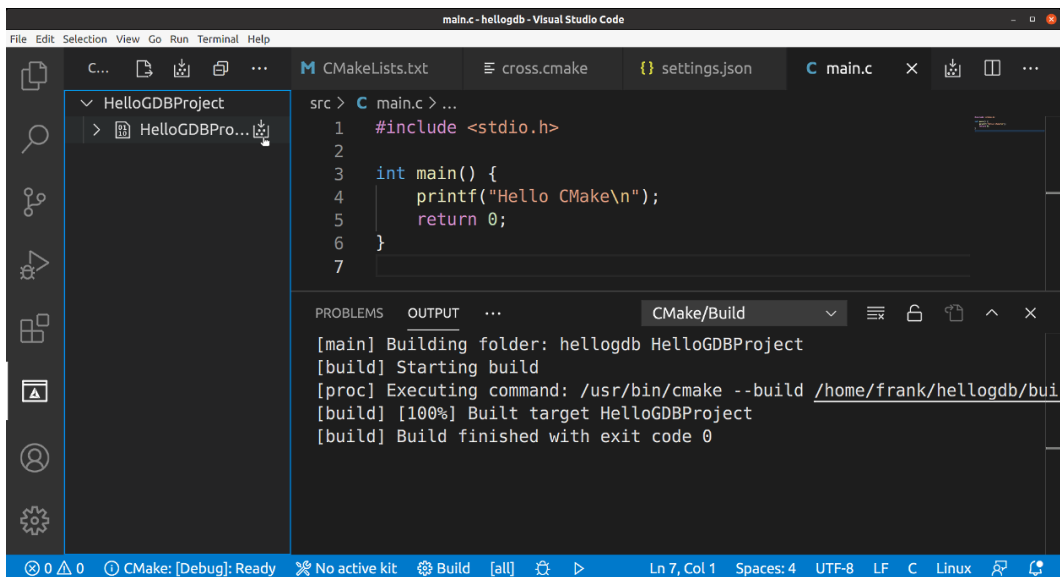 main.c - hellogdb - Visual Studio Code
File Edit Selection View Go Run Terminal Help
C...
M CMakeLists.txt cross.cmake {} settings.json C main.c
HelloGDBProject
HelloGDBPro...
src > C main.c > ...
1 #include <stdio.h>
2
3 int main() {
4 printf("Hello CMake\n");
5 return 0;
6 }
7
PROBLEMS OUTPUT ... CMake/Build
[main] Building folder: hellogdb HelloGDBProject
[build] Starting build
[proc] Executing command: /usr/bin/cmake --build /home/frank/hellogdb/bui
[build] [100%] Built target HelloGDBProject
[build] Build finished with exit code 0
0 0 CMake: [Debug]: Ready No active kit Build [all] Ln 7, Col 1 Spaces: 4 UTF-8 LF C Linux